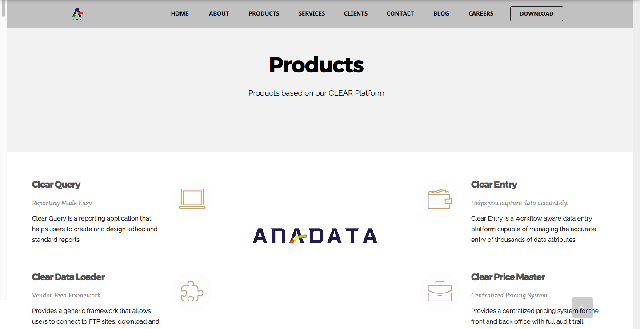 HOME ABOUT PRODUCTS SERVICES CLIENTS CONTACT BLOG CAREERS DOWNLOAD
Products
Products based on our CLEAR Platform
Clear Query
Reporting Made Easy
Clear Query is a reporting application that
helps users to create and design adhoc and
standard reports
ANADATA
Clear Entry
Helps you capture data accurately.
Clear Entry is a workflow aware data entry
platform capable of managing the accurate
entry of thousands of data attributes
Clear Data Loader
Vendor Feed Framework
Provides a generic framework that allows
users to connect to FTP sites, download and
Clear Price Master
Centralized Pricing System
Provides a centralized pricing system for the
front and back office with full audit trail.